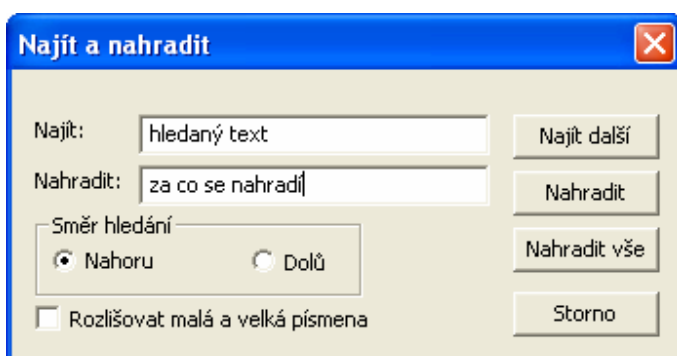 Najít a nahradit
Najít:
hledaný text
Najít další
Nahradit:
za co se nahradí
Nahradit
Směr hledání
Nahoru
Dolů
Nahradit vše
Rozlišovat malá a velká písmena
Storno